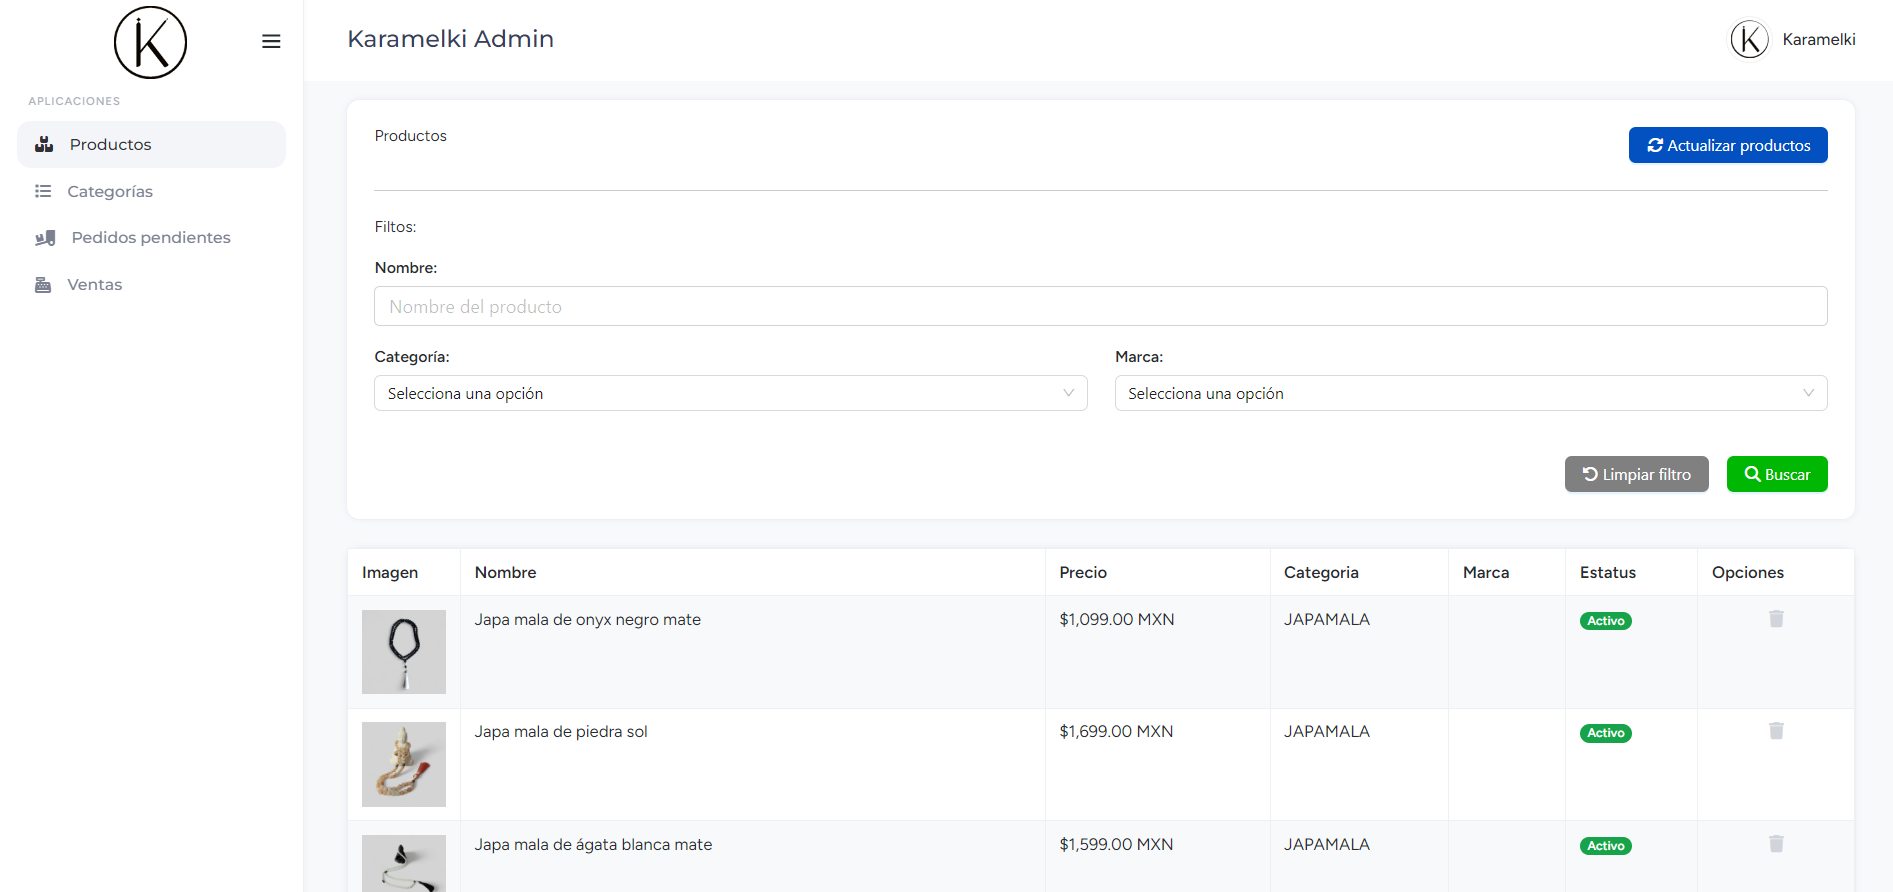 K
Karamelki Admin
K
Karamelki
APLICACIONES
Productos
Categorías
Pedidos pendientes
Ventas
Productos
Actualizar productos
Filtos:
Nombre:
Nombre del producto
Categoría:
Marca:
Selecciona una opción
Selecciona una opción
Limpiar filtro
Buscar
Imagen Nombre Precio Categoria Marca Estatus Opciones
Japa mala de onyx negro mate $1,099.00 MXN JAPAMALA Activo
Japa mala de piedra sol $1,699.00 MXN JAPAMALA Activo
Japa mala de ágata blanca mate $1,599.00 MXN JAPAMALA Activo